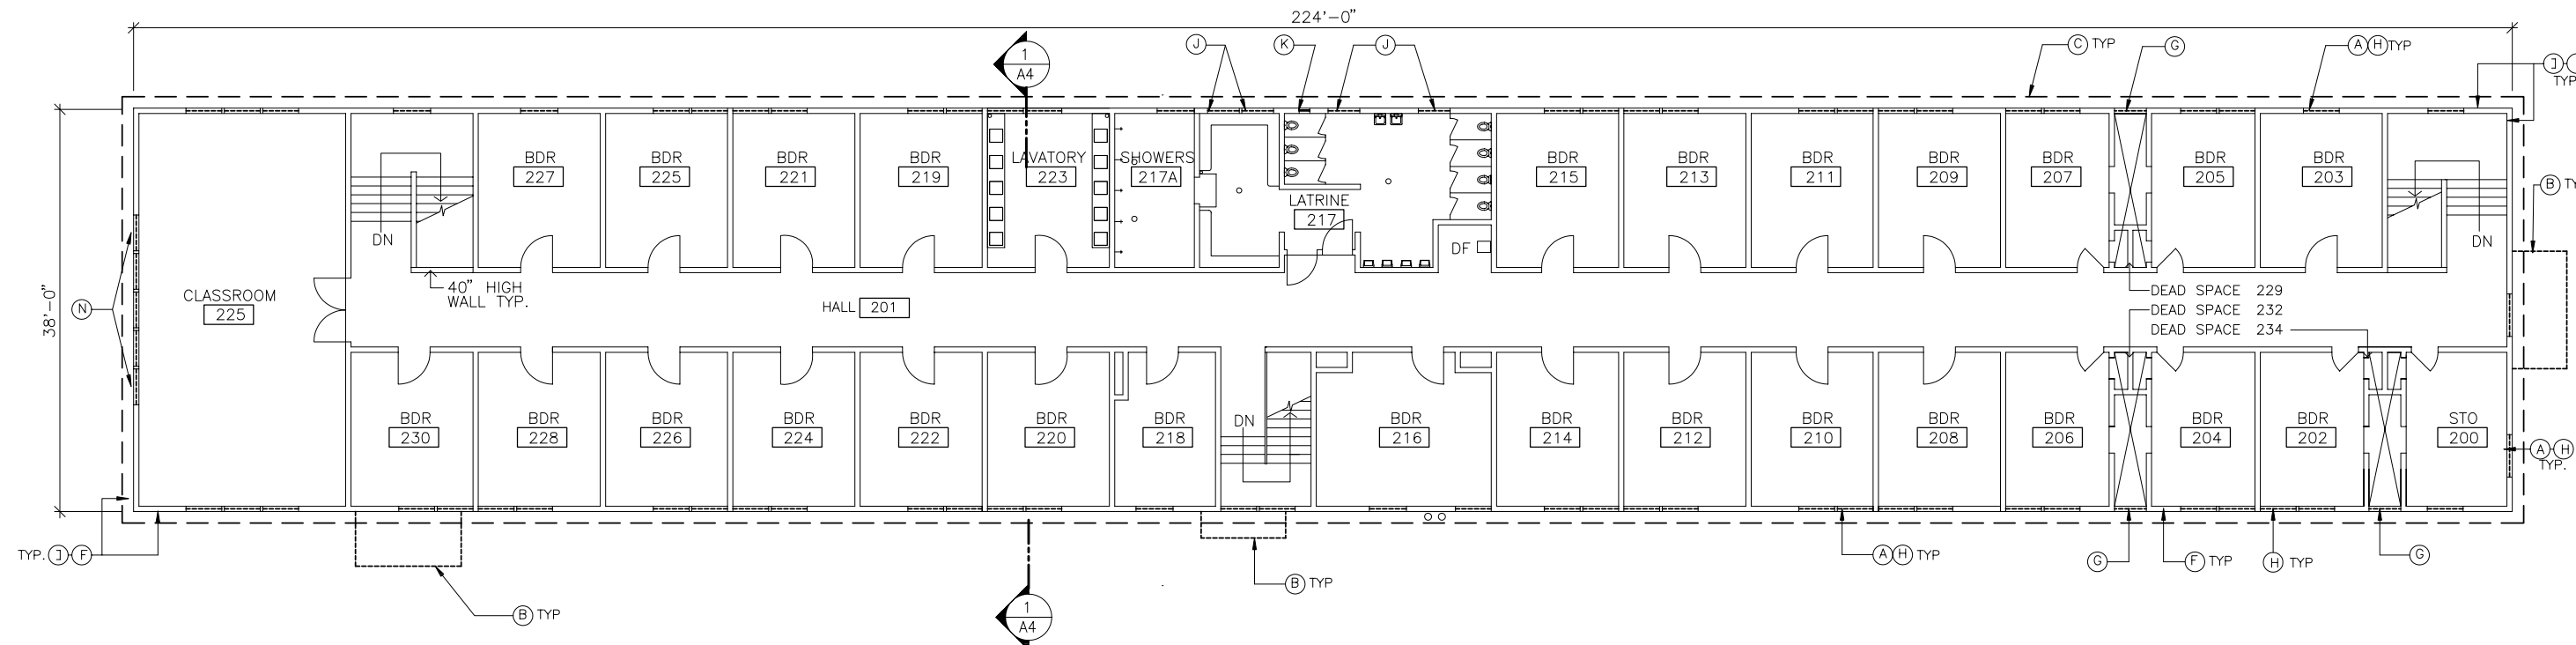 224'-0"
1
A4
J
K
J
C TYP
G
A H TYP
J
TYP
BDR
227
BDR
225
BDR
221
BDR
219
LAVATORY
223
SHOWERS
217A
LATRINE
217
DF
BDR
215
BDR
213
BDR
211
BDR
209
BDR
207
BDR
205
BDR
203
B TY
DN
DN
38'-0"
N
CLASSROOM
225
40" HIGH
WALL TYP.
HALL 201
DEAD SPACE 229
DEAD SPACE 232
DEAD SPACE 234
BDR
230
BDR
228
BDR
226
BDR
224
BDR
222
BDR
220
BDR
218
DN
BDR
216
BDR
214
BDR
212
BDR
210
BDR
208
BDR
206
BDR
204
BDR
202
STO
200
A H
TYP.
TYP. J F
B TYP
1
A4
B TYP
A H TYP
G
F TYP
H TYP
G